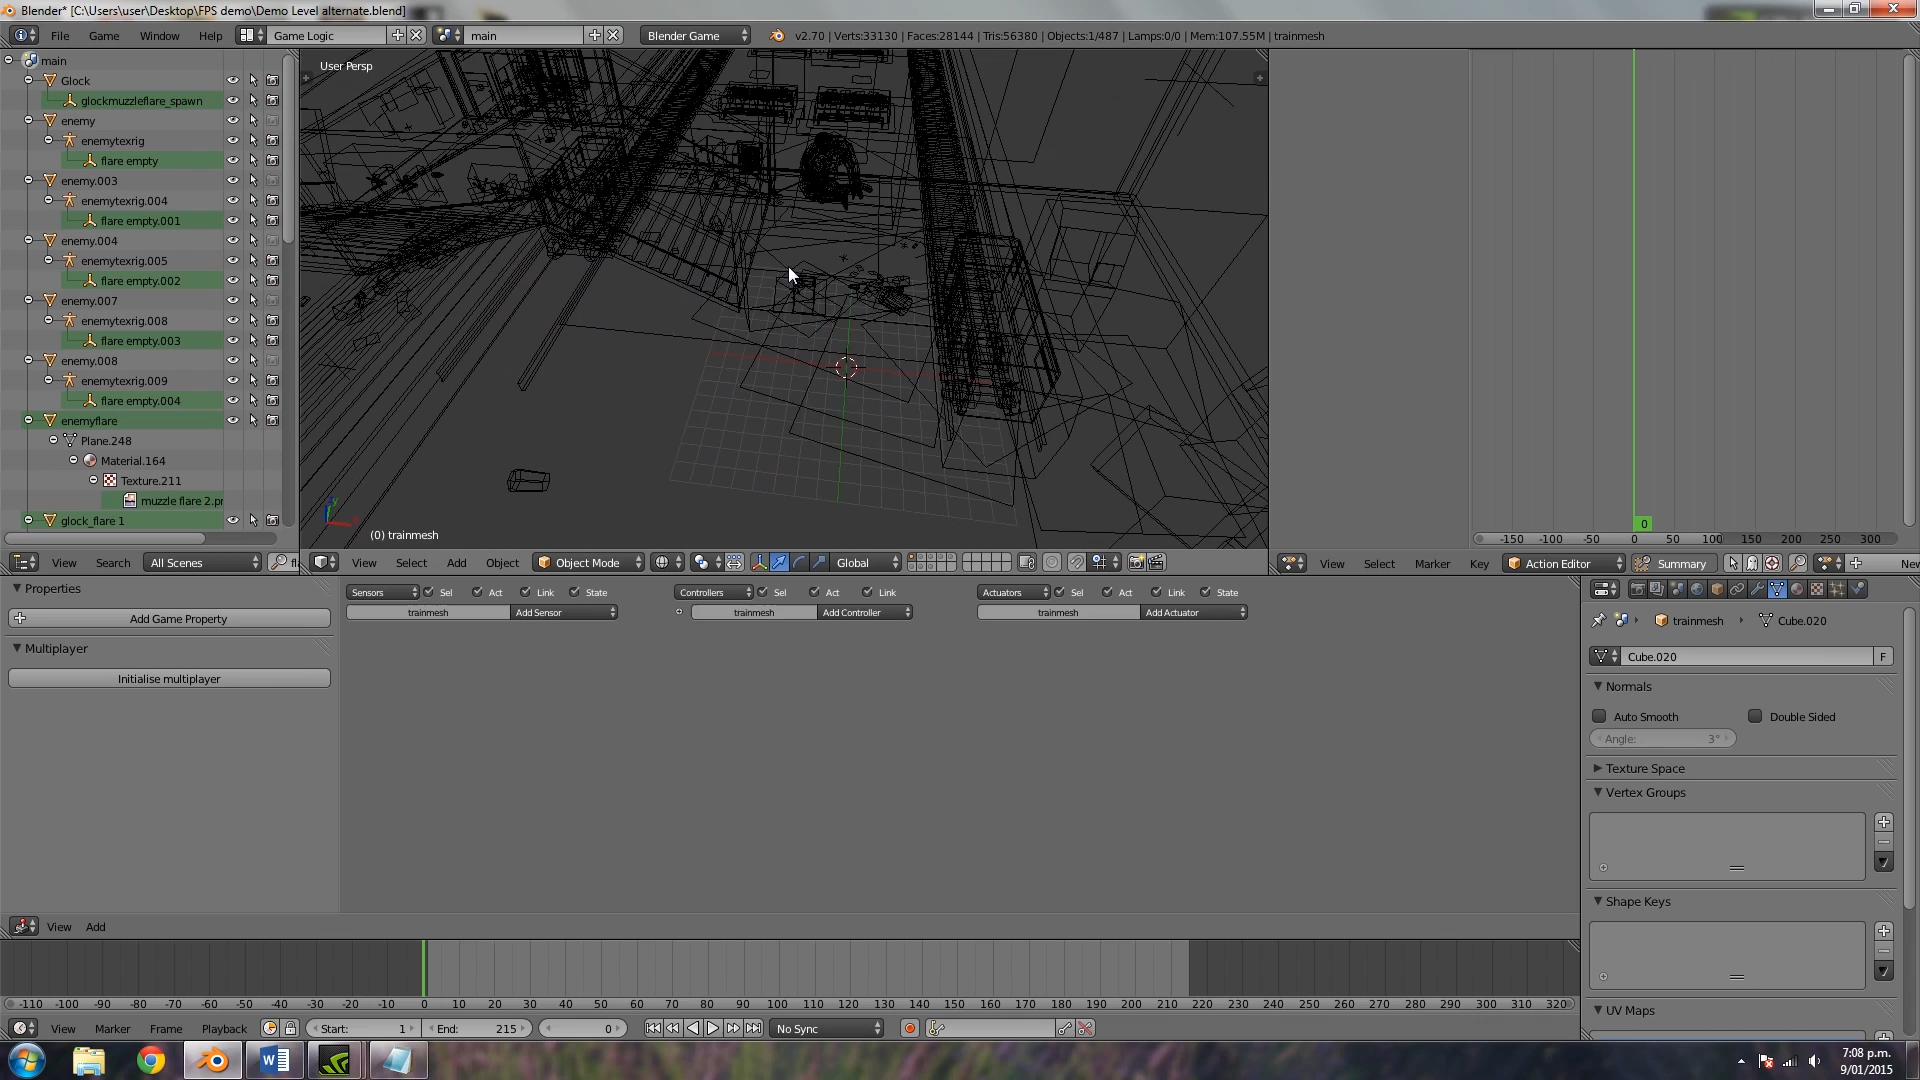 Blender* [C:\Users\user\Desktop\FPS demo\Demo Level alternate.blend]
File Game Window Help Game Logic main Blender Game v2.70 | Verts:33130 | Faces:28144 | Tris:56380 | Objects:1/487 | Lamps:0/0 | Mem:107.55M | trainmesh
main
Glock
glockmuzzleflare_spawn
enemy
enemytexrig
flare empty
enemy.003
enemytexrig.004
flare empty.001
enemy.004
enemytexrig.005
flare empty.002
enemy.007
enemytexrig.008
flare empty.003
enemy.008
enemytexrig.009
flare empty.004
enemyflare
Plane.248
Material.164
Texture.211
muzzle flare 2.pr
glock_flare 1
View Search All Scenes fl
User Persp
(0) trainmesh
View Select Add Object Object Mode Global
0
-150 -100 -50 0 50 100 150 200 250 300
View Select Marker Key Action Editor Summary New
Properties
Add Game Property
Multiplayer
Initialise multiplayer
Sensors Sel Act Link State
trainmesh Add Sensor
Controllers Sel Act Link
trainmesh Add Controller
Actuators Sel Act Link State
trainmesh Add Actuator
trainmesh Cube.020
Cube.020 F
Normals
Auto Smooth Double Sided
Angle: 3°
Texture Space
Vertex Groups
Shape Keys
UV Maps
View Add
-110 -100 -90 -80 -70 -60 -50 -40 -30 -20 -10 0 10 20 30 40 50 60 70 80 90 100 110 120 130 140 150 160 170 180 190 200 210 220 230 240 250 260 270 280 290 300 310 320
View Marker Frame Playback Start: 1 End: 215 0 No Sync
7:08 p.m.
9/01/2015